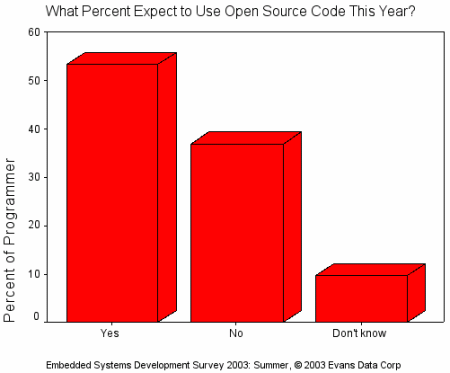 What Percent Expect to Use Open Source Code This Year?
60
50
40
30
20
10
0
Percent of Programmer
Yes No Don't know
Embedded Systems Development Survey 2003: Summer, © 2003 Evans Data Corp